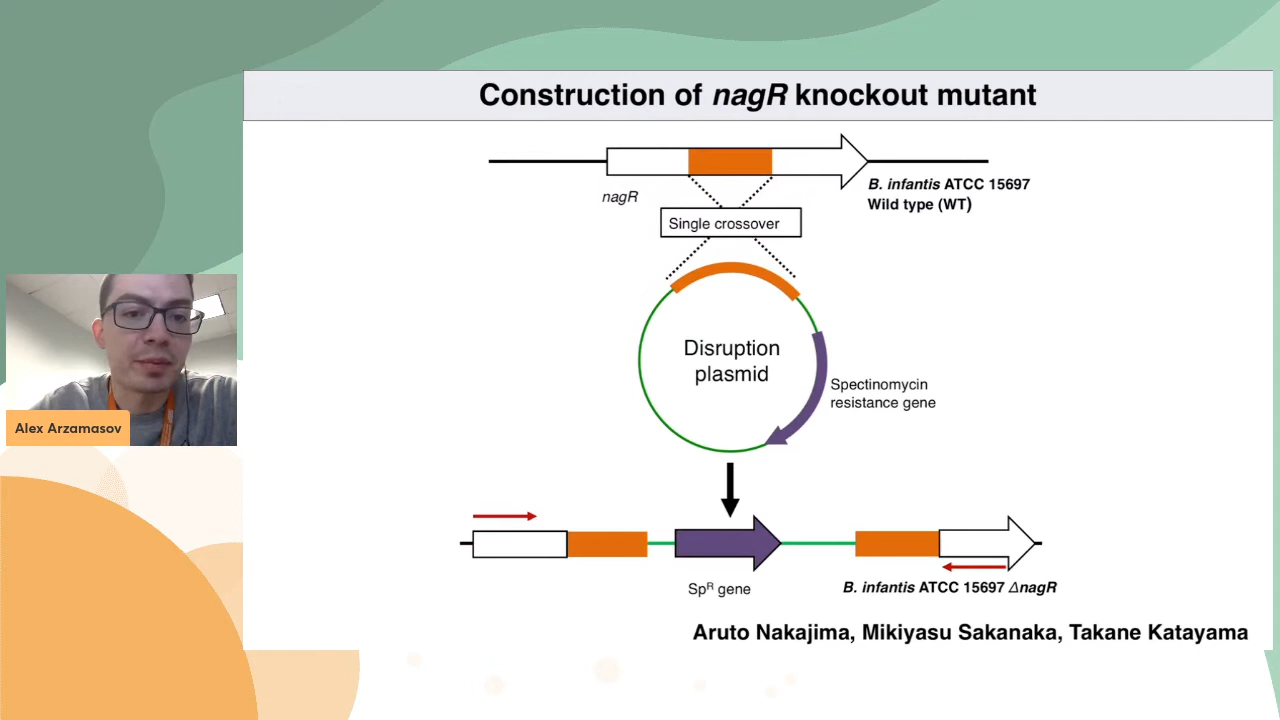 Construction of nagR knockout mutant
nagR
B. infantis ATCC 15697
Wild type (WT)
Single crossover
Disruption
plasmid
Spectinomycin
resistance gene
Alex Arzamasov
Spᴿ gene
B. infantis ATCC 15697 ΔnagR
Aruto Nakajima, Mikiyasu Sakanaka, Takane Katayama